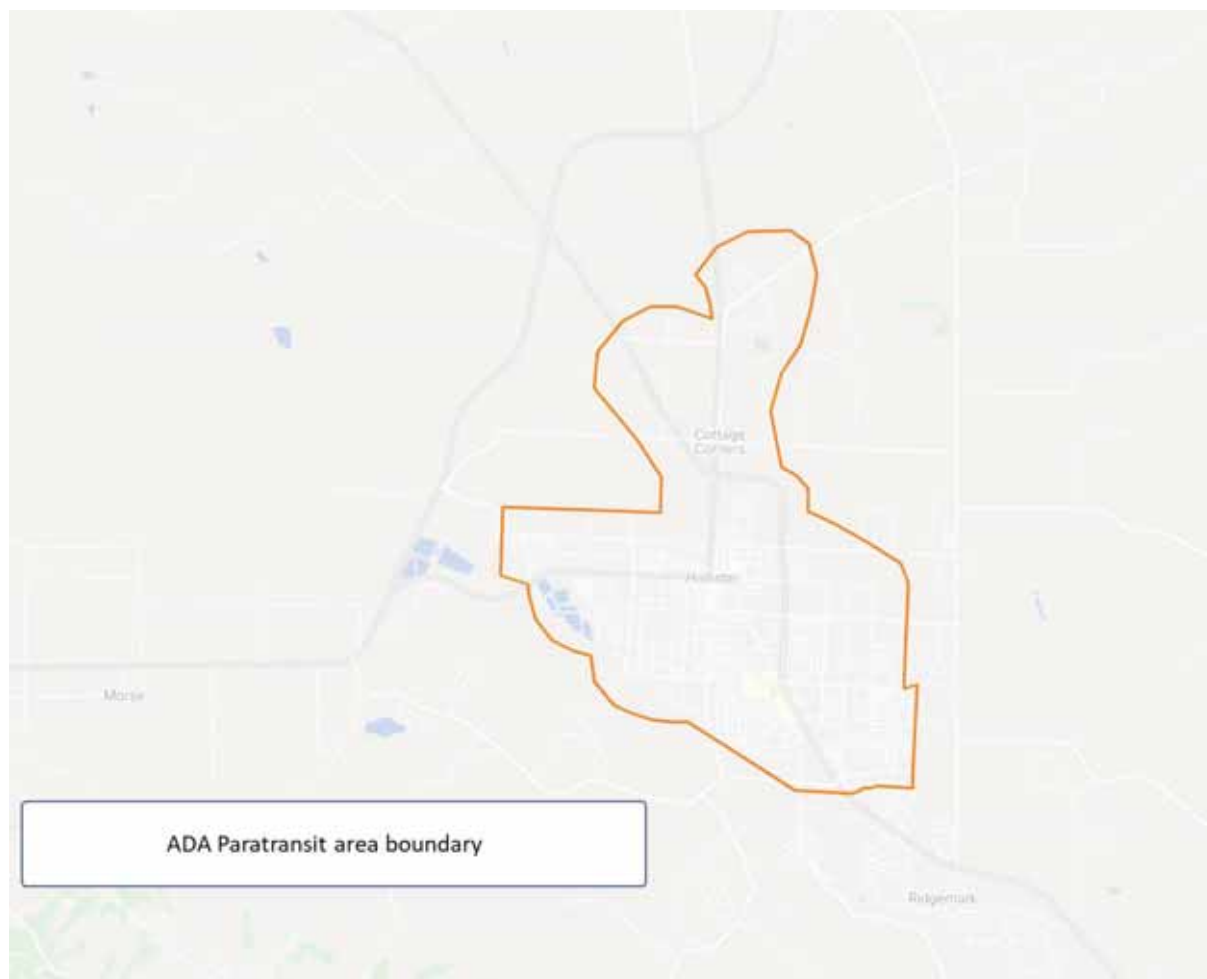 Cottage
Corners
Hollister
Morse
ADA Paratransit area boundary
Ridgemark